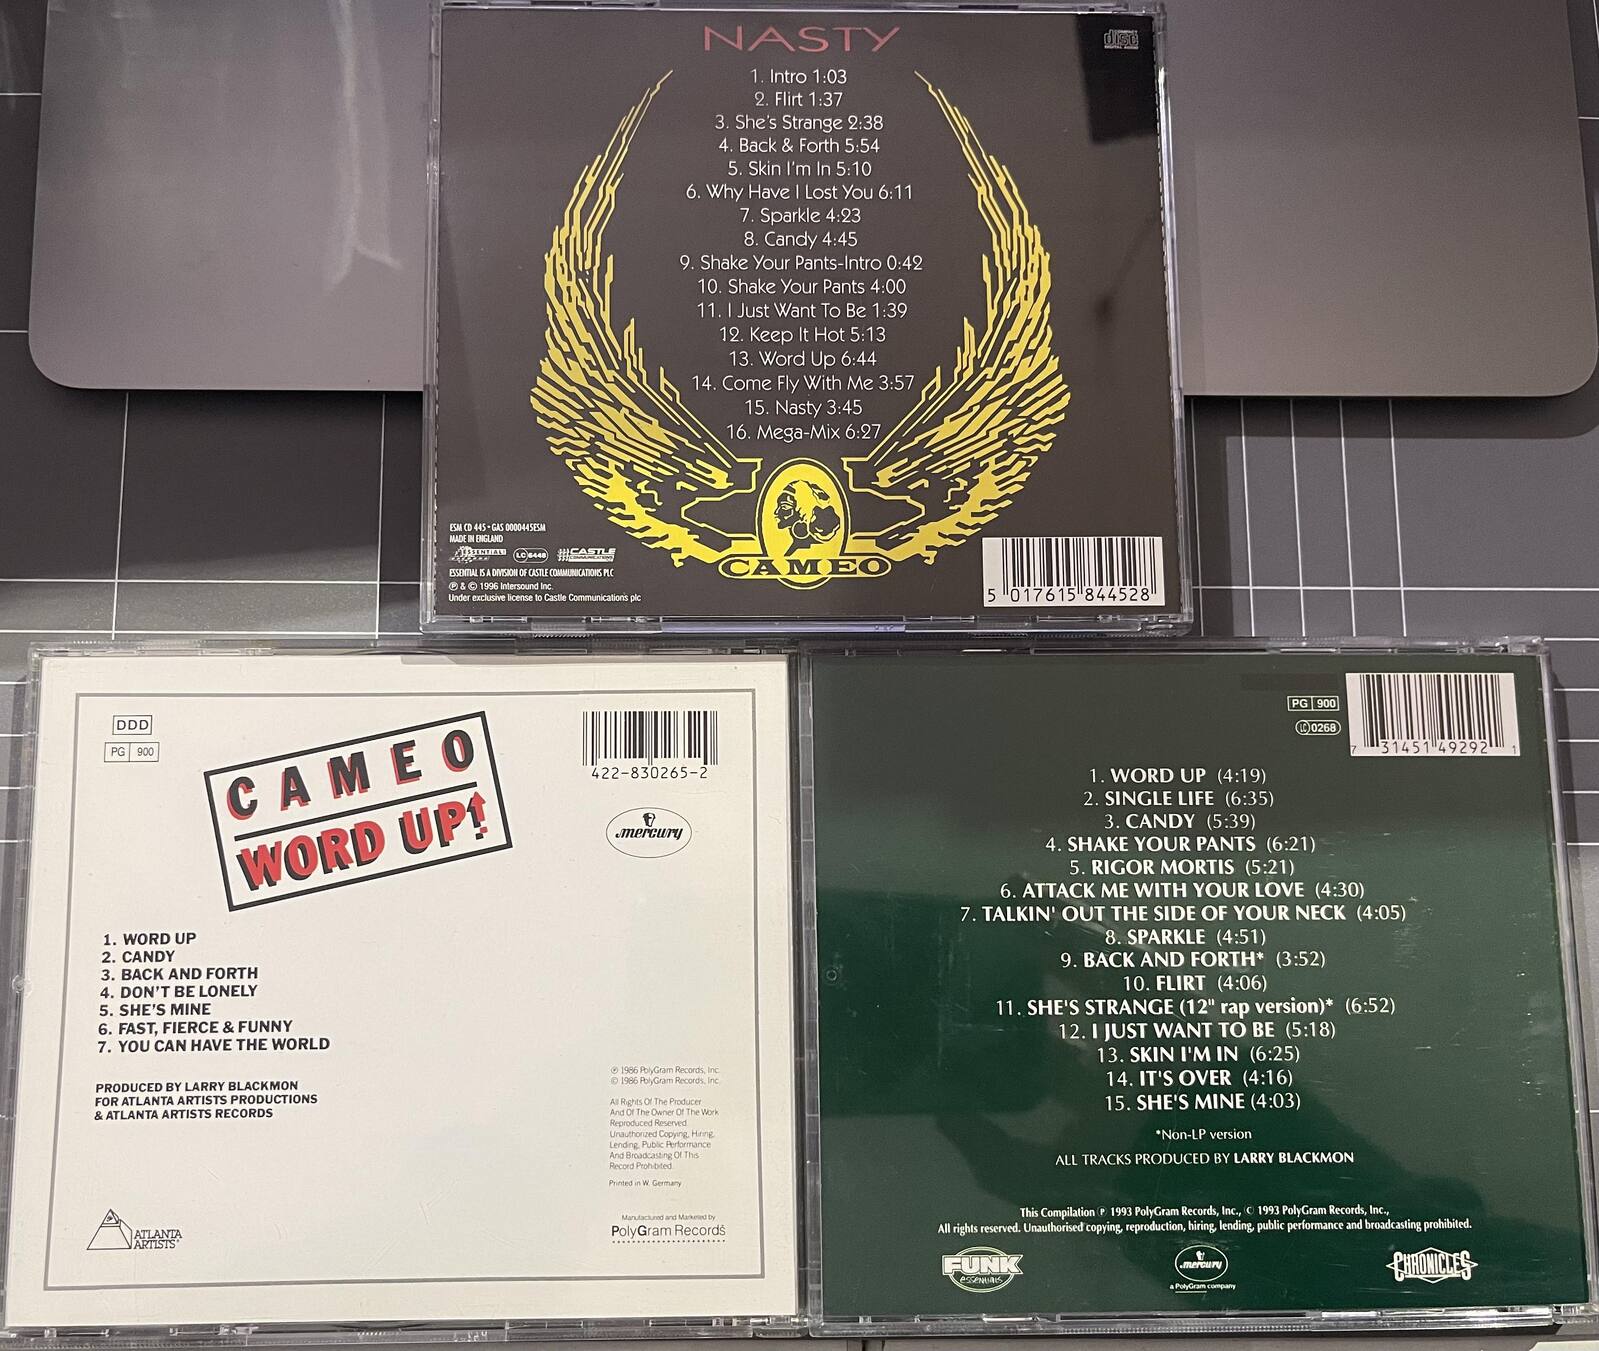 NASTY
COMPACT
disc
DIGITAL AUDIO
1. Intro 1:03
2. Flirt 1:37
3. She's Strange 2:38
4. Back & Forth 5:54
5. Skin I'm In 5:10
6. Why Have I Lost You 6:11
7. Sparkle 4:23
8. Candy 4:45
9. Shake Your Pants-Intro 0:42
10. Shake Your Pants 4:00
11. I Just Want To Be 1:39
12. Keep It Hot 5:13
13. Word Up 6:44
14. Come Fly With Me 3:57
15. Nasty 3:45
16. Mega-Mix 6:27
CAMEO
ESM CD 445 • GAS 0000445ESM
MADE IN ENGLAND
ESSENTIAL! LC 6448 CASTLE
COMMUNICATIONS
ESSENTIAL IS A DIVISION OF CASTLE COMMUNICATIONS PLC
℗ & © 1996 Intersound Inc.
Under exclusive license to Castle Communications plc
5 017615 844528
DDD
PG 900
CAMEO
WORD UP!
422-830265-2
mercury
1. WORD UP
2. CANDY
3. BACK AND FORTH
4. DON'T BE LONELY
5. SHE'S MINE
6. FAST, FIERCE & FUNNY
7. YOU CAN HAVE THE WORLD
PRODUCED BY LARRY BLACKMON
FOR ATLANTA ARTISTS PRODUCTIONS
& ATLANTA ARTISTS RECORDS
℗ 1986 PolyGram Records, Inc.
© 1986 PolyGram Records, Inc.
All Rights Of The Producer
And Of The Owner Of The Work
Reproduced Reserved.
Unauthorized Copying, Hiring,
Lending, Public Performance
And Broadcasting Of This
Record Prohibited.
Printed in W. Germany
Manufactured and Marketed by
PolyGram Records
ATLANTA
ARTISTS
PG 900
LC 0268
7 31451 49292 1
1. WORD UP (4:19)
2. SINGLE LIFE (6:35)
3. CANDY (5:39)
4. SHAKE YOUR PANTS (6:21)
5. RIGOR MORTIS (5:21)
6. ATTACK ME WITH YOUR LOVE (4:30)
7. TALKIN' OUT THE SIDE OF YOUR NECK (4:05)
8. SPARKLE (4:51)
9. BACK AND FORTH* (3:52)
10. FLIRT (4:06)
11. SHE'S STRANGE (12" rap version)* (6:52)
12. I JUST WANT TO BE (5:18)
13. SKIN I'M IN (6:25)
14. IT'S OVER (4:16)
15. SHE'S MINE (4:03)
*Non-LP version
ALL TRACKS PRODUCED BY LARRY BLACKMON
This Compilation ℗ 1993 PolyGram Records, Inc., © 1993 PolyGram Records, Inc.,
All rights reserved. Unauthorised copying, reproduction, hiring, lending, public performance and broadcasting prohibited.
FUNK
essentials
mercury
a PolyGram company
CHRONICLES